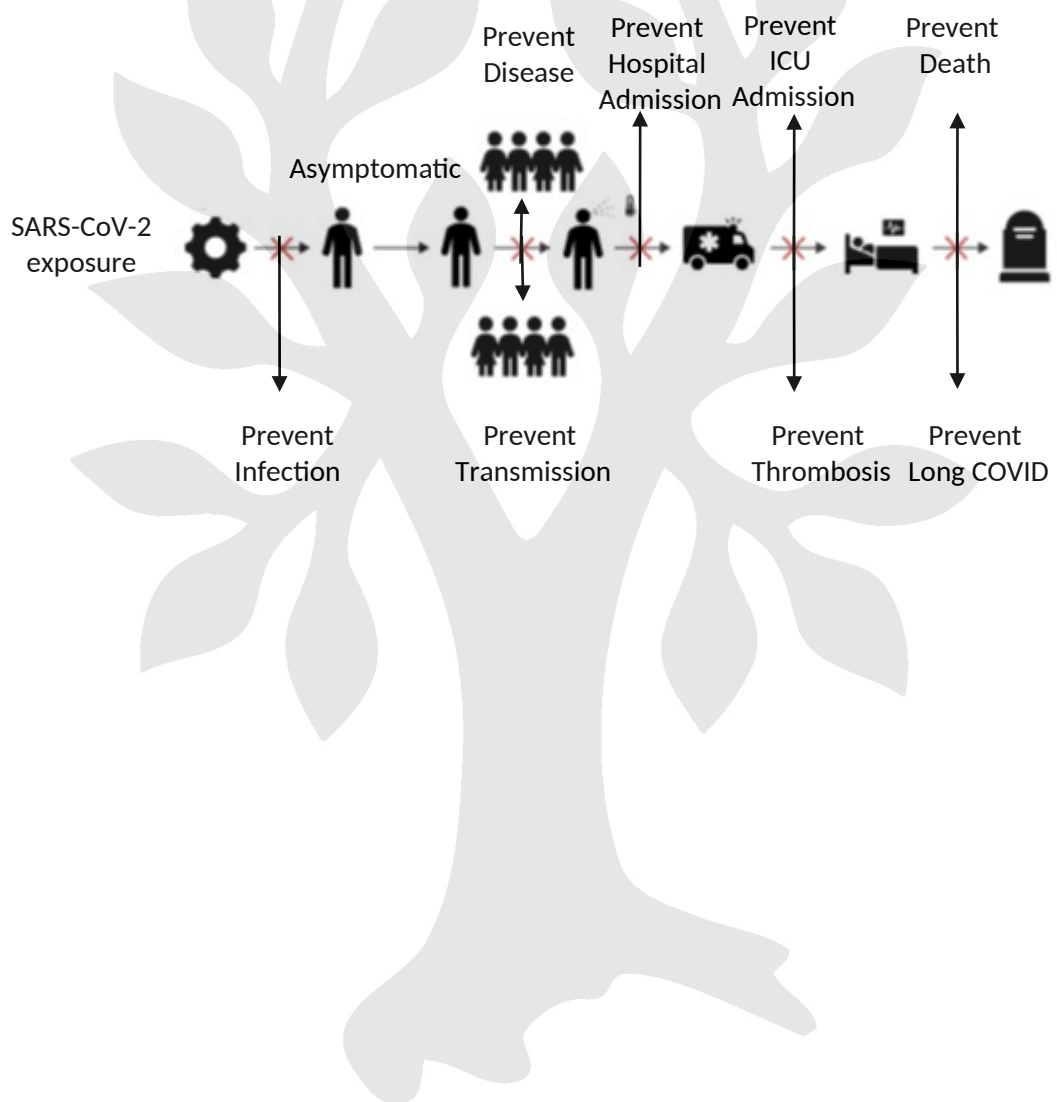 Prevent
Disease
Prevent
Hospital
Admission
Prevent
ICU
Admission
Prevent
Death
Asymptomatic
SARS-CoV-2
exposure
Prevent
Infection
Prevent
Transmission
Prevent
Thrombosis
Prevent
Long COVID